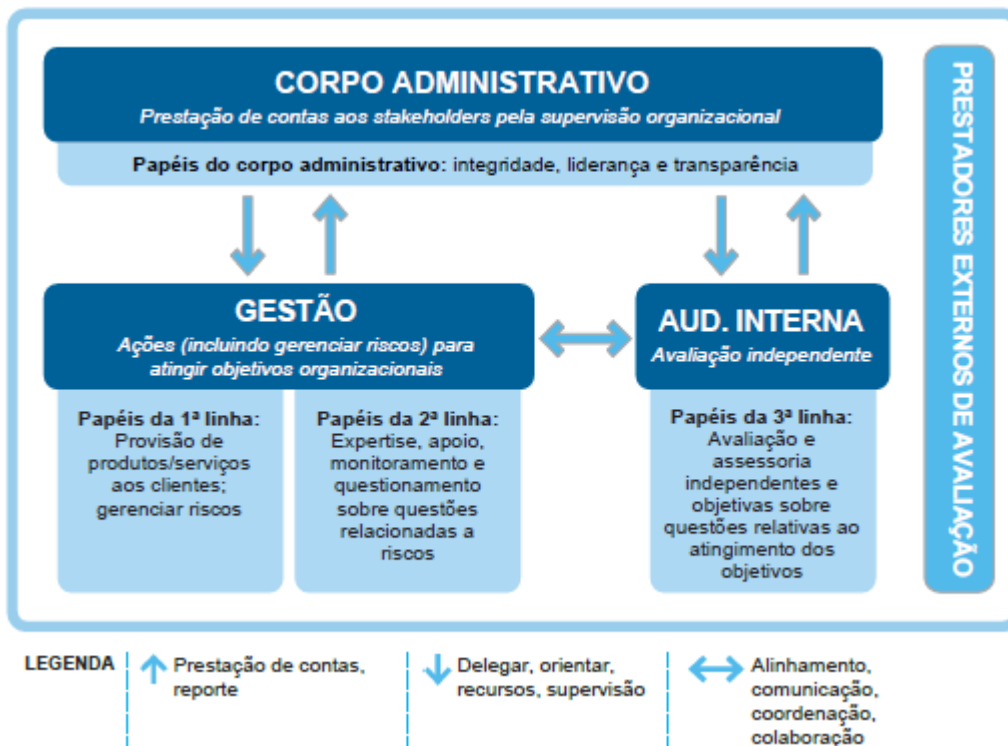 CORPO ADMINISTRATIVO
Prestação de contas aos stakeholders pela supervisão organizacional
Papéis do corpo administrativo: integridade, liderança e transparência
GESTÃO
Ações (incluindo gerenciar riscos) para
atingir objetivos organizacionais
Papéis da 1ª linha:
Provisão de
produtos/serviços
aos clientes;
gerenciar riscos
Papéis da 2ª linha:
Expertise, apoio,
monitoramento e
questionamento
sobre questões
relacionadas a
riscos
AUD. INTERNA
Avaliação independente
Papéis da 3ª linha:
Avaliação e
assessoria
independentes e
objetivas sobre
questões relativas ao
atingimento dos
objetivos
PRESTADORES EXTERNOS DE AVALIAÇÃO
LEGENDA
Prestação de contas,
reporte
Delegar, orientar,
recursos, supervisão
Alinhamento,
comunicação,
coordenação,
colaboração